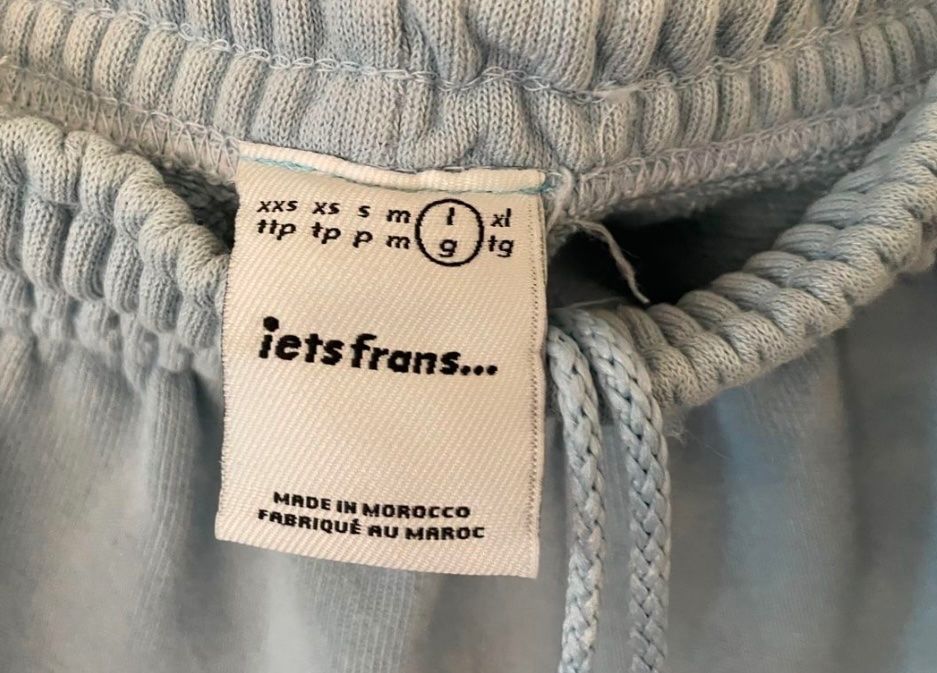 xxs xs s m l xl
ttp tp p m g tg
iets frans...
MADE IN MOROCCO
FABRIQUÉ AU MAROC